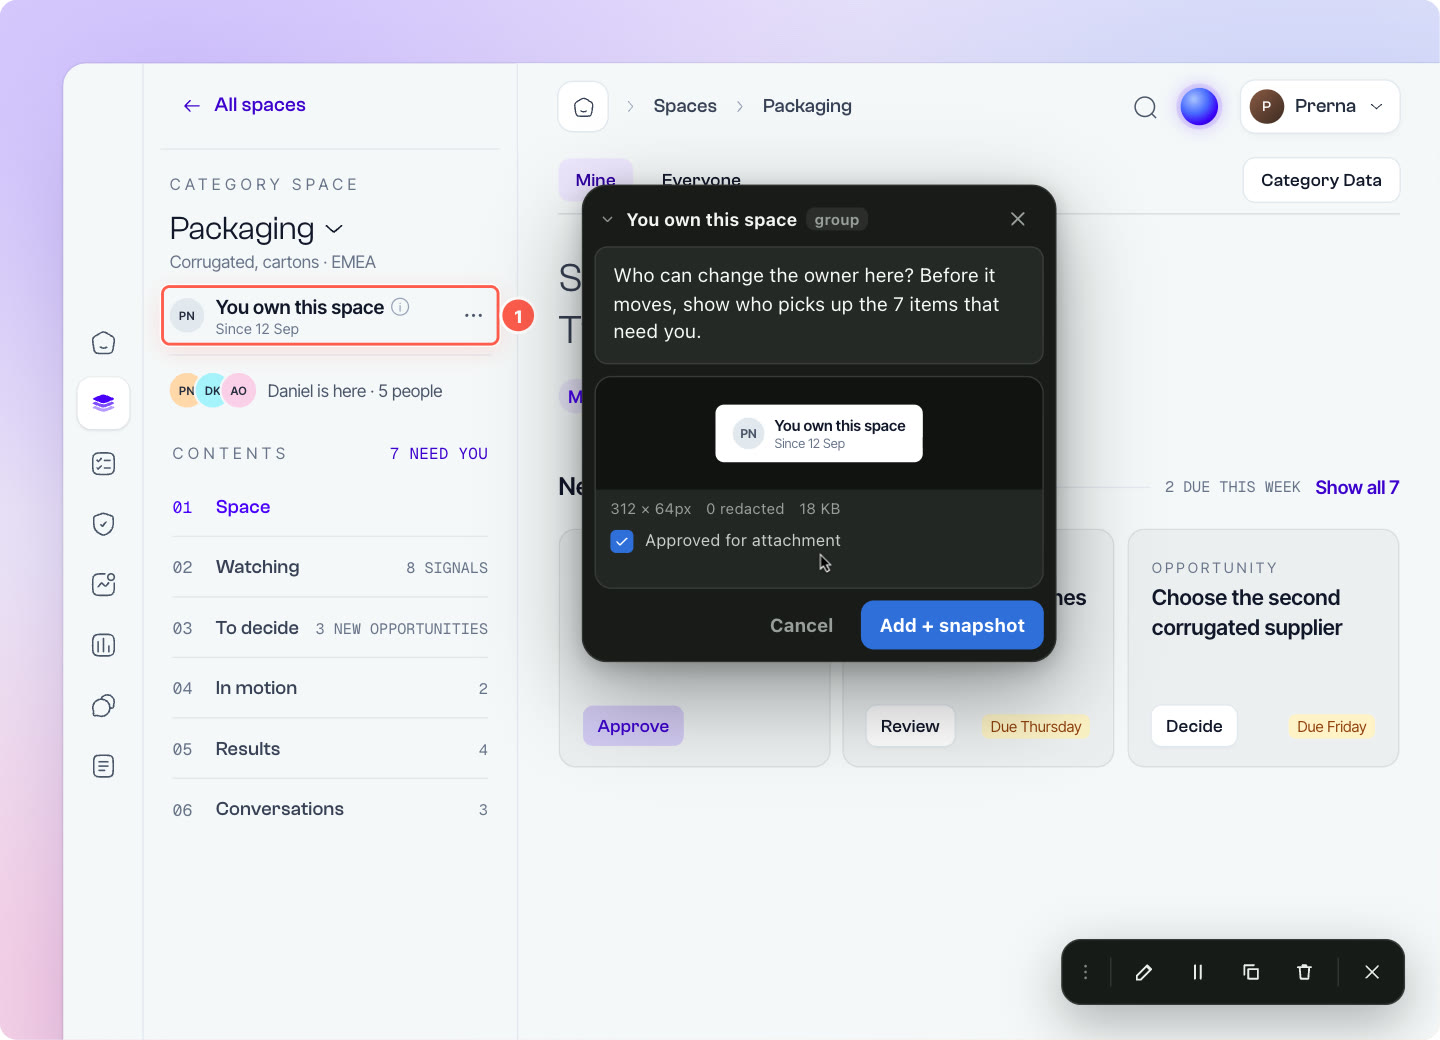 All spaces
Spaces
Packaging
P
Prerna
CATEGORY SPACE
Packaging
Corrugated, cartons · EMEA
PN
You own this space
Since 12 Sep
1
PN
DK
AO
Daniel is here · 5 people
CONTENTS
7 NEED YOU
01 Space
02 Watching 8 SIGNALS
03 To decide 3 NEW OPPORTUNITIES
04 In motion 2
05 Results 4
06 Conversations 3
Mine
Everyone
Category Data
You own this space group
Who can change the owner here? Before it
moves, show who picks up the 7 items that
need you.
PN
You own this space
Since 12 Sep
312 × 64px 0 redacted 18 KB
Approved for attachment
Cancel
Add + snapshot
2 DUE THIS WEEK
Show all 7
Approve
Review
Due Thursday
OPPORTUNITY
Choose the second
corrugated supplier
Decide
Due Friday